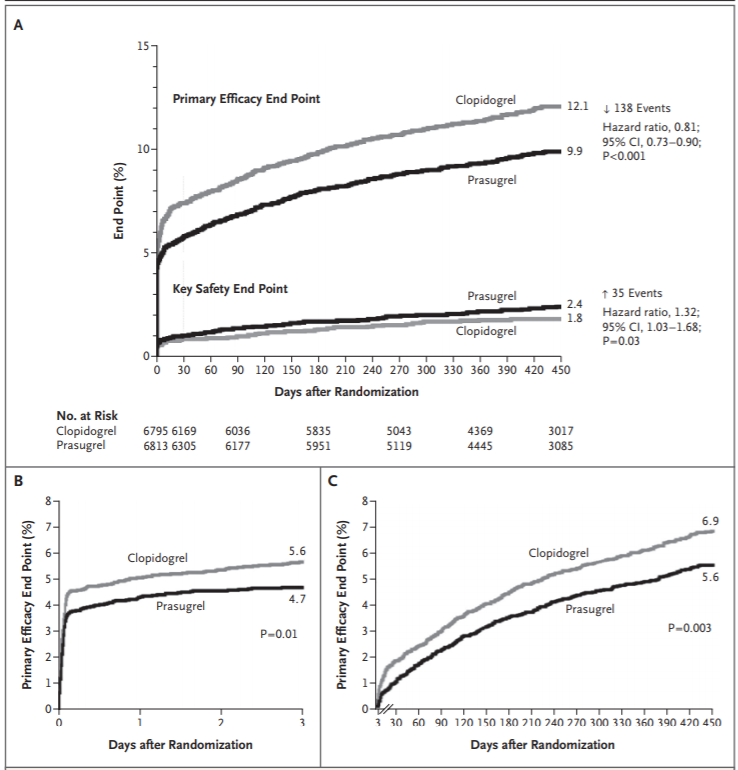 A
15
Primary Efficacy End Point
Clopidogrel
12.1
↓ 138 Events
Hazard ratio, 0.81;
95% CI, 0.73–0.90;
P<0.001
10
9.9
Prasugrel
End Point (%)
5
Key Safety End Point
Prasugrel
2.4
↑ 35 Events
1.8
Hazard ratio, 1.32;
95% CI, 1.03–1.68;
P=0.03
Clopidogrel
0
0 30 60 90 120 150 180 210 240 270 300 330 360 390 420 450
Days after Randomization
No. at Risk
Clopidogrel 6795 6169 6036 5835 5043 4369 3017
Prasugrel 6813 6305 6177 5951 5119 4445 3085
B
8
7
6
5
4
3
2
1
0
Primary Efficacy End Point (%)
Clopidogrel
5.6
Prasugrel
4.7
P=0.01
0 1 2 3
Days after Randomization
C
8
7
6
5
4
3
2
1
0
Primary Efficacy End Point (%)
6.9
Clopidogrel
5.6
Prasugrel
P=0.003
3 30 60 90 120 150 180 210 240 270 300 330 360 390 420 450
Days after Randomization